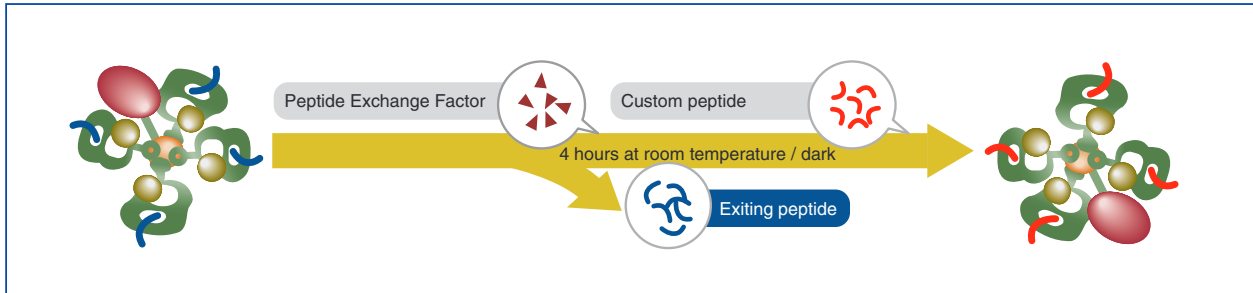 Peptide Exchange Factor
Custom peptide
4 hours at room temperature / dark
Exiting peptide